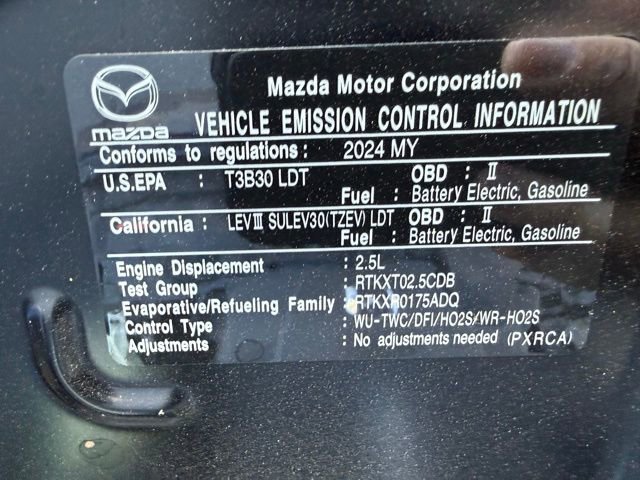 Mazda Motor Corporation
mazda VEHICLE EMISSION CONTROL INFORMATION
Conforms to regulations : 2024 MY
U.S.EPA : T3B30 LDT OBD : II
Fuel : Battery Electric, Gasoline
California : LEVIII SULEV30(TZEV) LDT OBD : II
Fuel : Battery Electric, Gasoline
Engine Displacement : 2.5L
Test Group : RTKXT02.5CDB
Evaporative/Refueling Family : RTKXR0175ADQ
Control Type : WU-TWC/DFI/HO2S/WR-HO2S
Adjustments : No adjustments needed (PXRCA)